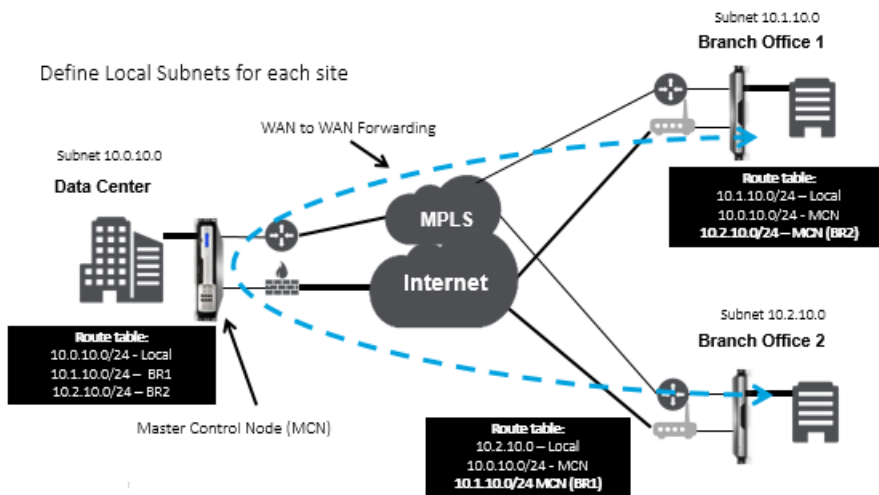 Subnet 10.1.10.0
Branch Office 1
Define Local Subnets for each site
WAN to WAN Forwarding
Subnet 10.0.10.0
Data Center
MPLS
Internet
Route table:
10.1.10.0/24 – Local
10.0.10.0/24 - MCN
10.2.10.0/24 – MCN (BR2)
Subnet 10.2.10.0
Branch Office 2
Route table:
10.0.10.0/24 - Local
10.1.10.0/24 – BR1
10.2.10.0/24 – BR2
Master Control Node (MCN)
Route table:
10.2.10.0 – Local
10.0.10.0/24 - MCN
10.1.10.0/24 MCN (BR1)